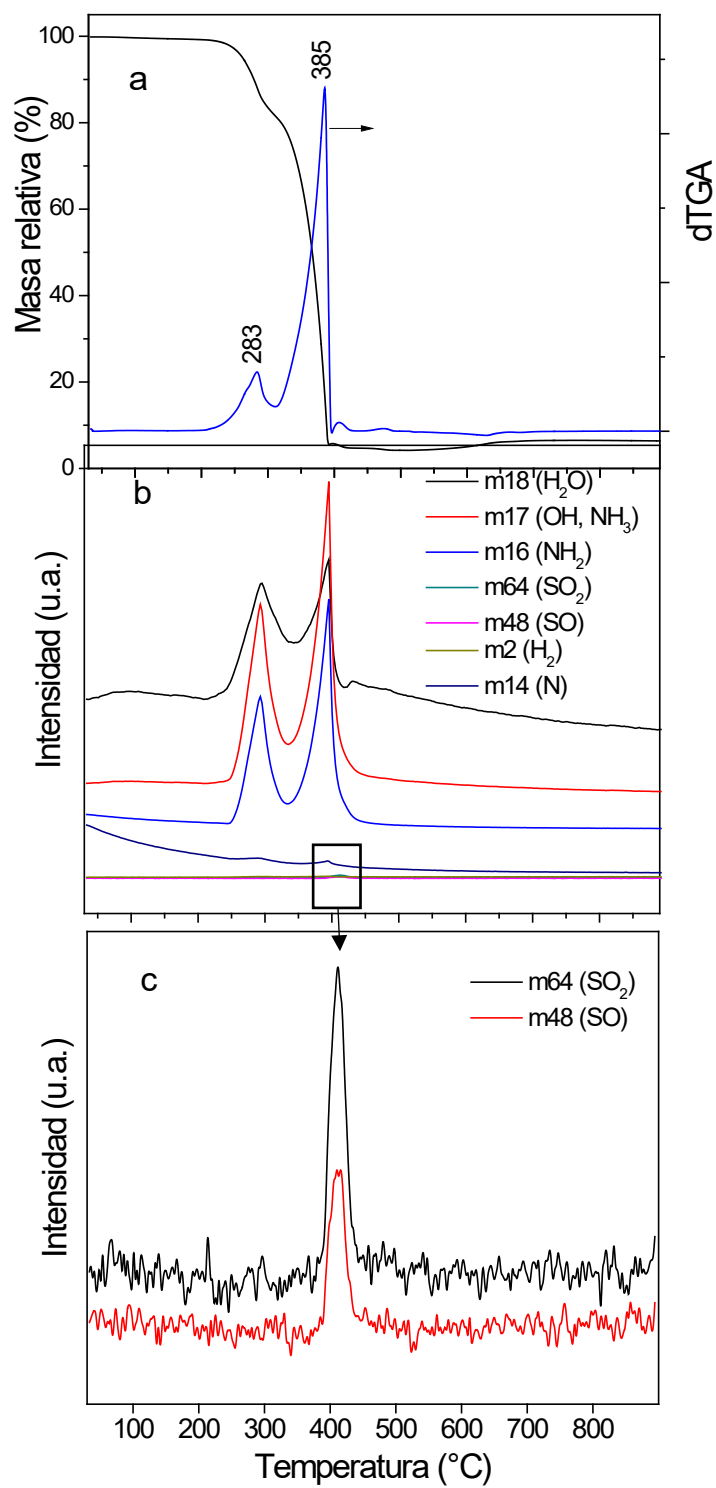 a
385
283
100
80
60
40
20
0
Masa relativa (%)
dTGA
b
m18 (H₂O)
m17 (OH, NH₃)
m16 (NH₂)
m64 (SO₂)
m48 (SO)
m2 (H₂)
m14 (N)
Intensidad (u.a.)
c
m64 (SO₂)
m48 (SO)
Intensidad (u.a.)
100 200 300 400 500 600 700 800
Temperatura (°C)